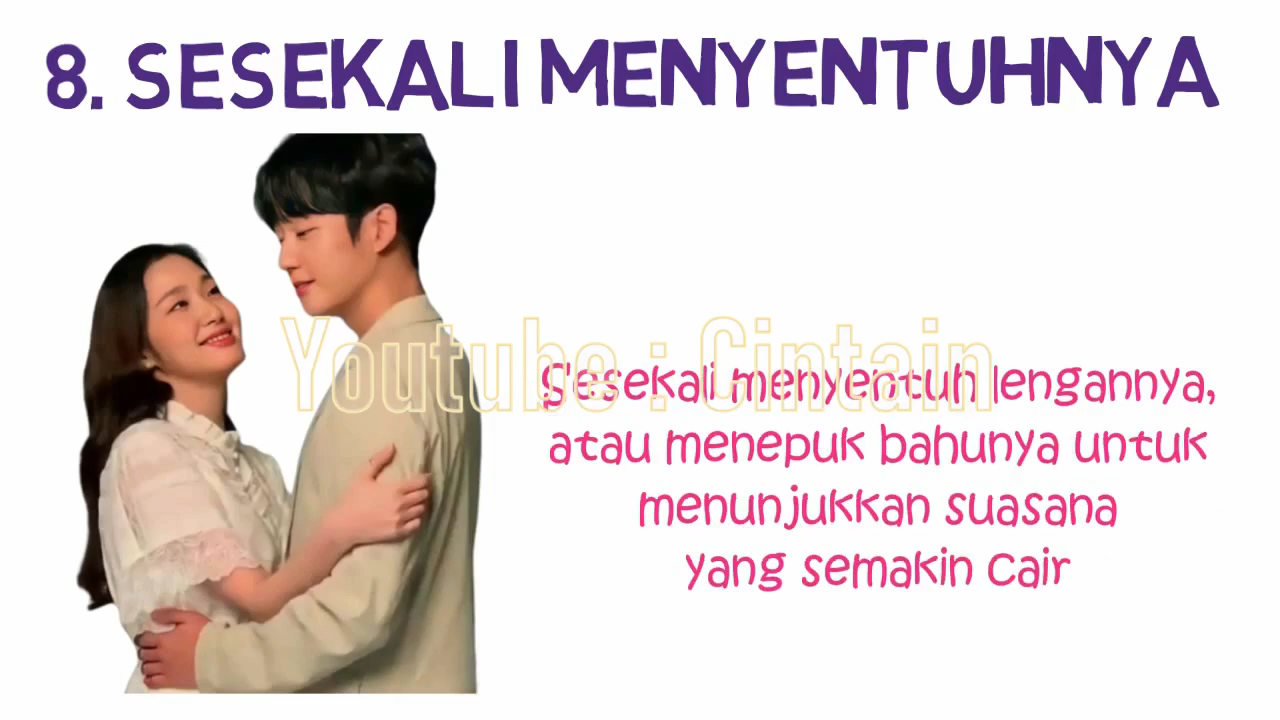 8. SESEKALI MENYENTUHNYA
Youtube : Cintain
Sesekali menyentuh lengannya,
atau menepuk bahunya untuk
menunjukkan suasana
yang semakin cair